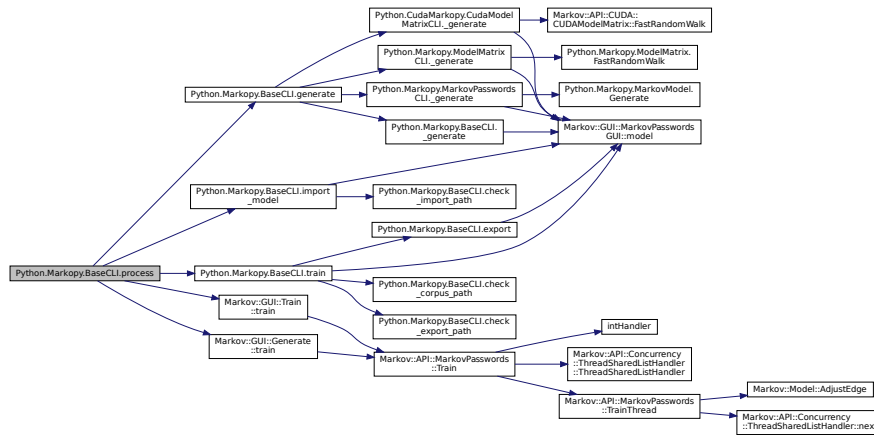 Python.CudaMarkopy.CudaModel
MatrixCLI._generate
Markov::API::CUDA::
CUDAModelMatrix::FastRandomWalk
Python.Markopy.ModelMatrix
CLI._generate
Python.Markopy.ModelMatrix.
FastRandomWalk
Python.Markopy.BaseCLI.generate
Python.Markopy.MarkovPasswords
CLI._generate
Python.Markopy.MarkovModel.
Generate
Python.Markopy.BaseCLI.
_generate
Markov::GUI::MarkovPasswords
GUI::model
Python.Markopy.BaseCLI.import
_model
Python.Markopy.BaseCLI.check
_import_path
Python.Markopy.BaseCLI.export
Python.Markopy.BaseCLI.process
Python.Markopy.BaseCLI.train
Python.Markopy.BaseCLI.check
_corpus_path
Markov::GUI::Train
::train
Python.Markopy.BaseCLI.check
_export_path
Markov::GUI::Generate
::train
intHandler
Markov::API::MarkovPasswords
::Train
Markov::API::Concurrency
::ThreadSharedListHandler
::ThreadSharedListHandler
Markov::API::MarkovPasswords
::TrainThread
Markov::Model::AdjustEdge
Markov::API::Concurrency
::ThreadSharedListHandler::nex